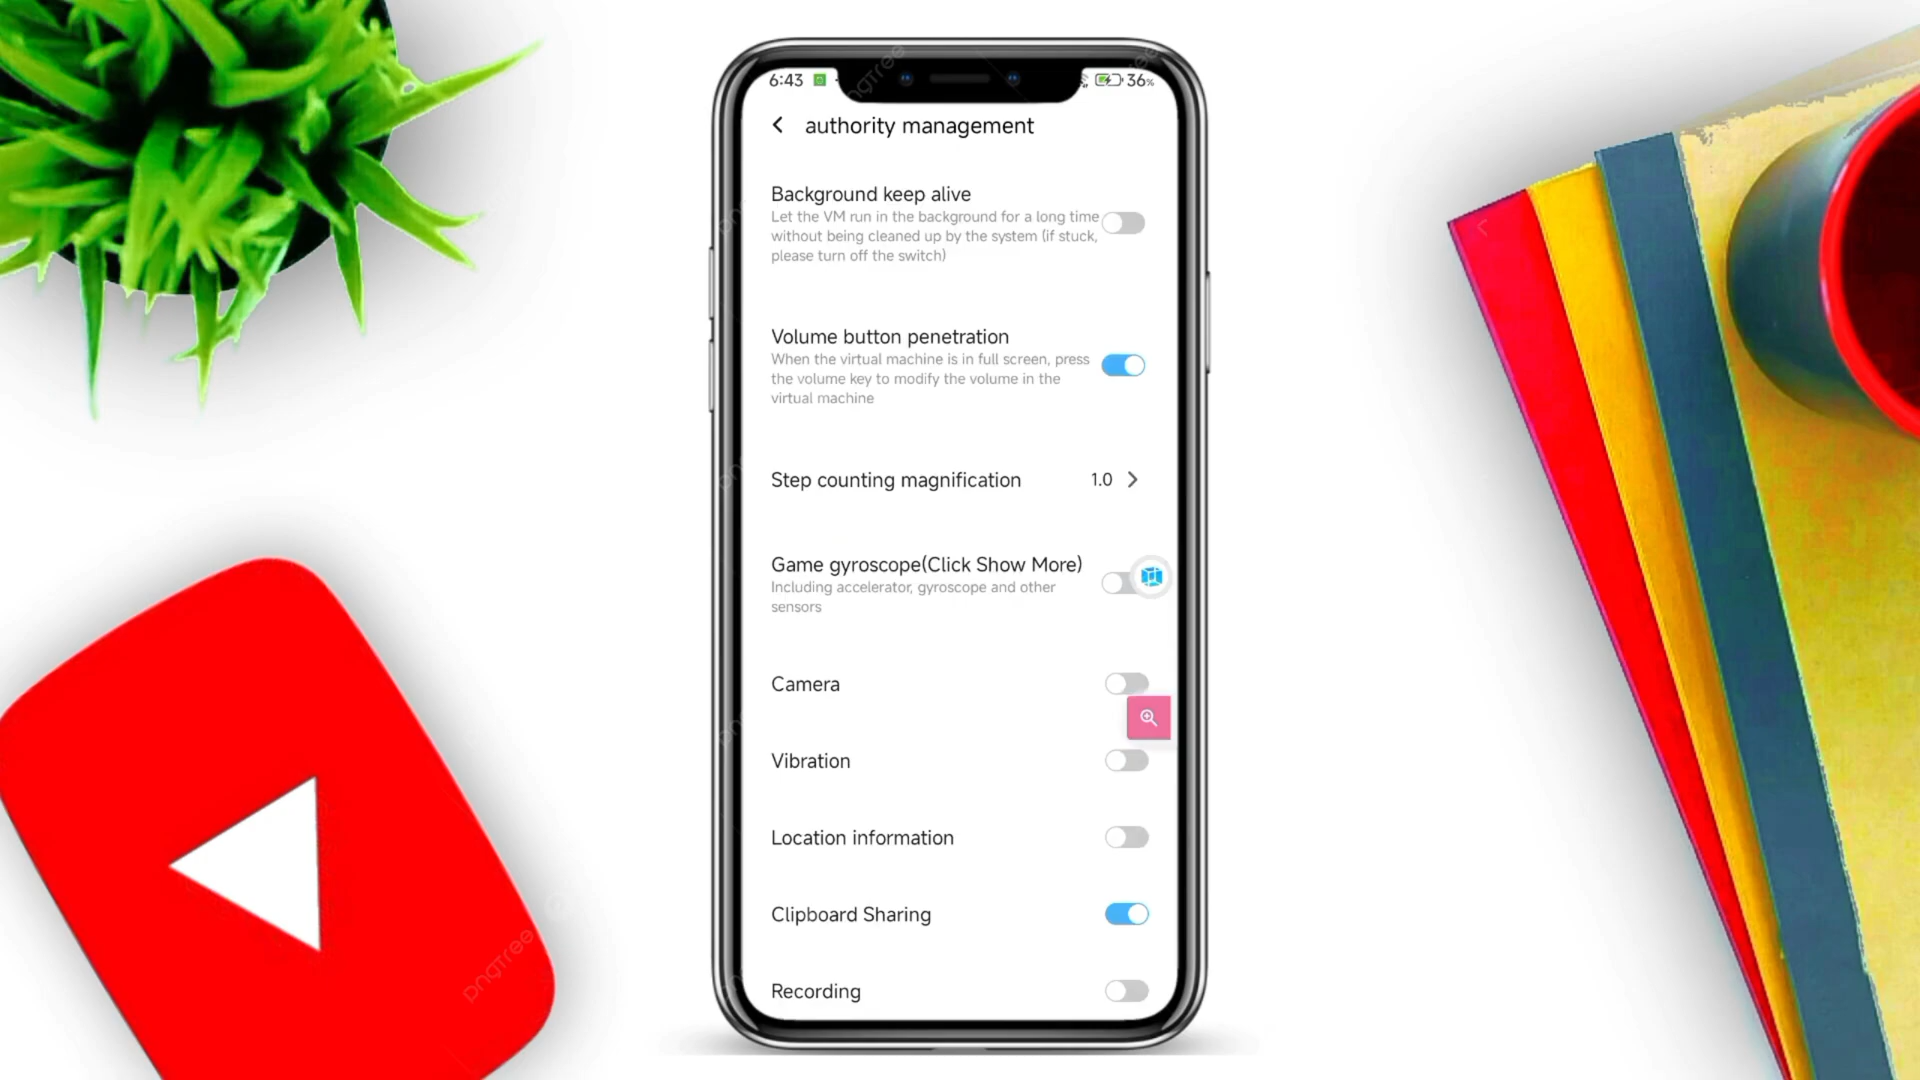 6:43
36%
authority management
Background keep alive
Let the VM run in the background for a long time
without being cleaned up by the system (if stuck,
please turn off the switch)
Volume button penetration
When the virtual machine is in full screen, press
the volume key to modify the volume in the
virtual machine
Step counting magnification
1.0
Game gyroscope(Click Show More)
Including accelerator, gyroscope and other
sensors
Camera
Vibration
Location information
Clipboard Sharing
Recording
pngtree
pngtree